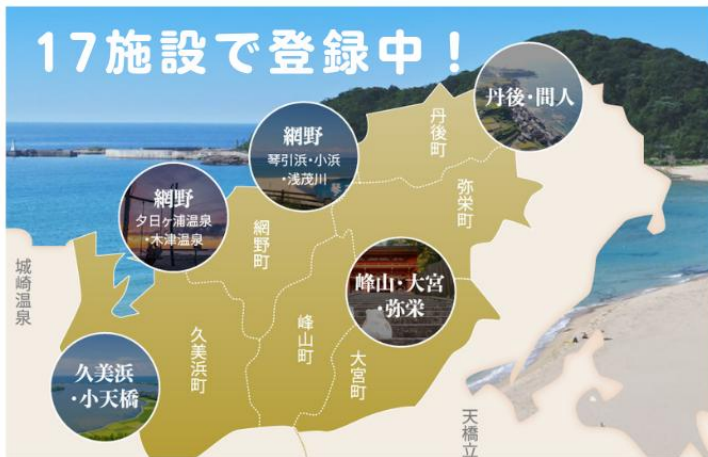 17施設で登録中！
丹後・間人
丹後町
網野
琴引浜・小浜
・浅茂川
弥栄町
網野
夕日ヶ浦温泉
・木津温泉
網野町
城崎温泉
峰山・大宮
・弥栄
峰山町
久美浜町
大宮町
久美浜
・小天橋
天橋立